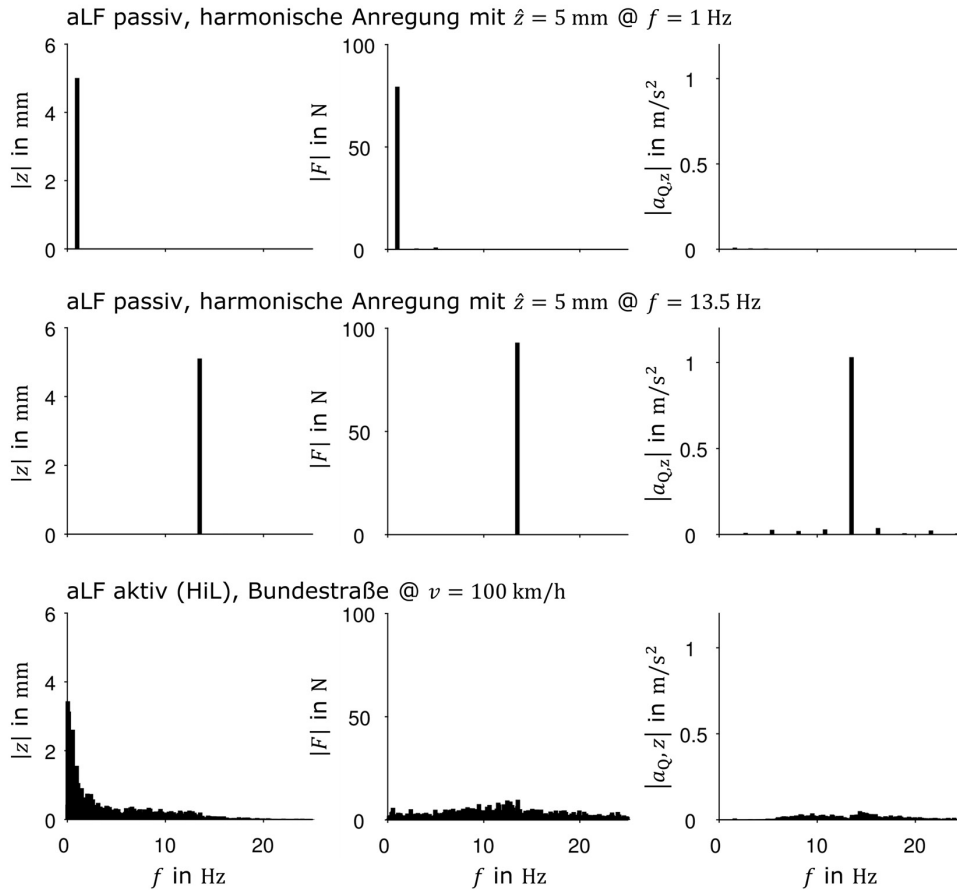 aLF passiv, harmonische Anregung mit ẑ = 5 mm @ f = 1 Hz
|z| in mm
6
4
2
0
|F| in N
100
50
0
|a_Q,z| in m/s²
1
0.5
0
aLF passiv, harmonische Anregung mit ẑ = 5 mm @ f = 13.5 Hz
|z| in mm
6
4
2
0
|F| in N
100
50
0
|a_Q,z| in m/s²
1
0.5
0
aLF aktiv (HiL), Bundestraße @ v = 100 km/h
|z| in mm
6
4
2
0
0 20
f in Hz
|F| in N
100
50
0
0 10 20
f in Hz
|a_Q,z| in m/s²
1
0.5
0
0 20
f in Hz